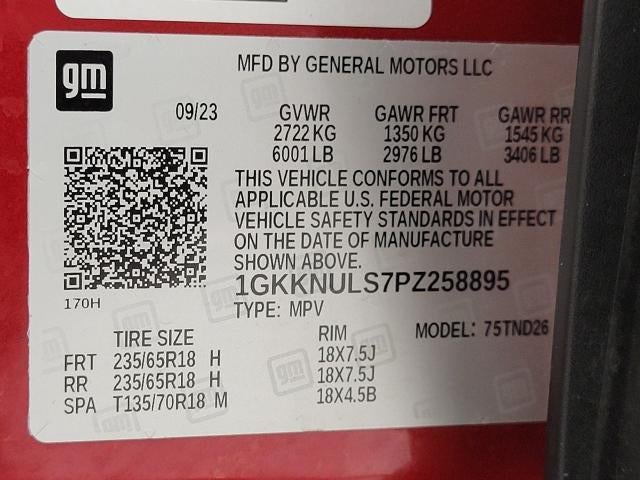 gm
MFD BY GENERAL MOTORS LLC
09/23 GVWR GAWR FRT GAWR RR
2722 KG 1350 KG 1545 KG
6001 LB 2976 LB 3406 LB
THIS VEHICLE CONFORMS TO ALL
APPLICABLE U.S. FEDERAL MOTOR
VEHICLE SAFETY STANDARDS IN EFFECT
ON THE DATE OF MANUFACTURE
SHOWN ABOVE.
1GKKNULS7PZ258895
170H
TYPE: MPV
TIRE SIZE RIM MODEL: 75TND26
FRT 235/65R18 H 18X7.5J
RR 235/65R18 H 18X7.5J
SPA T135/70R18 M 18X4.5B